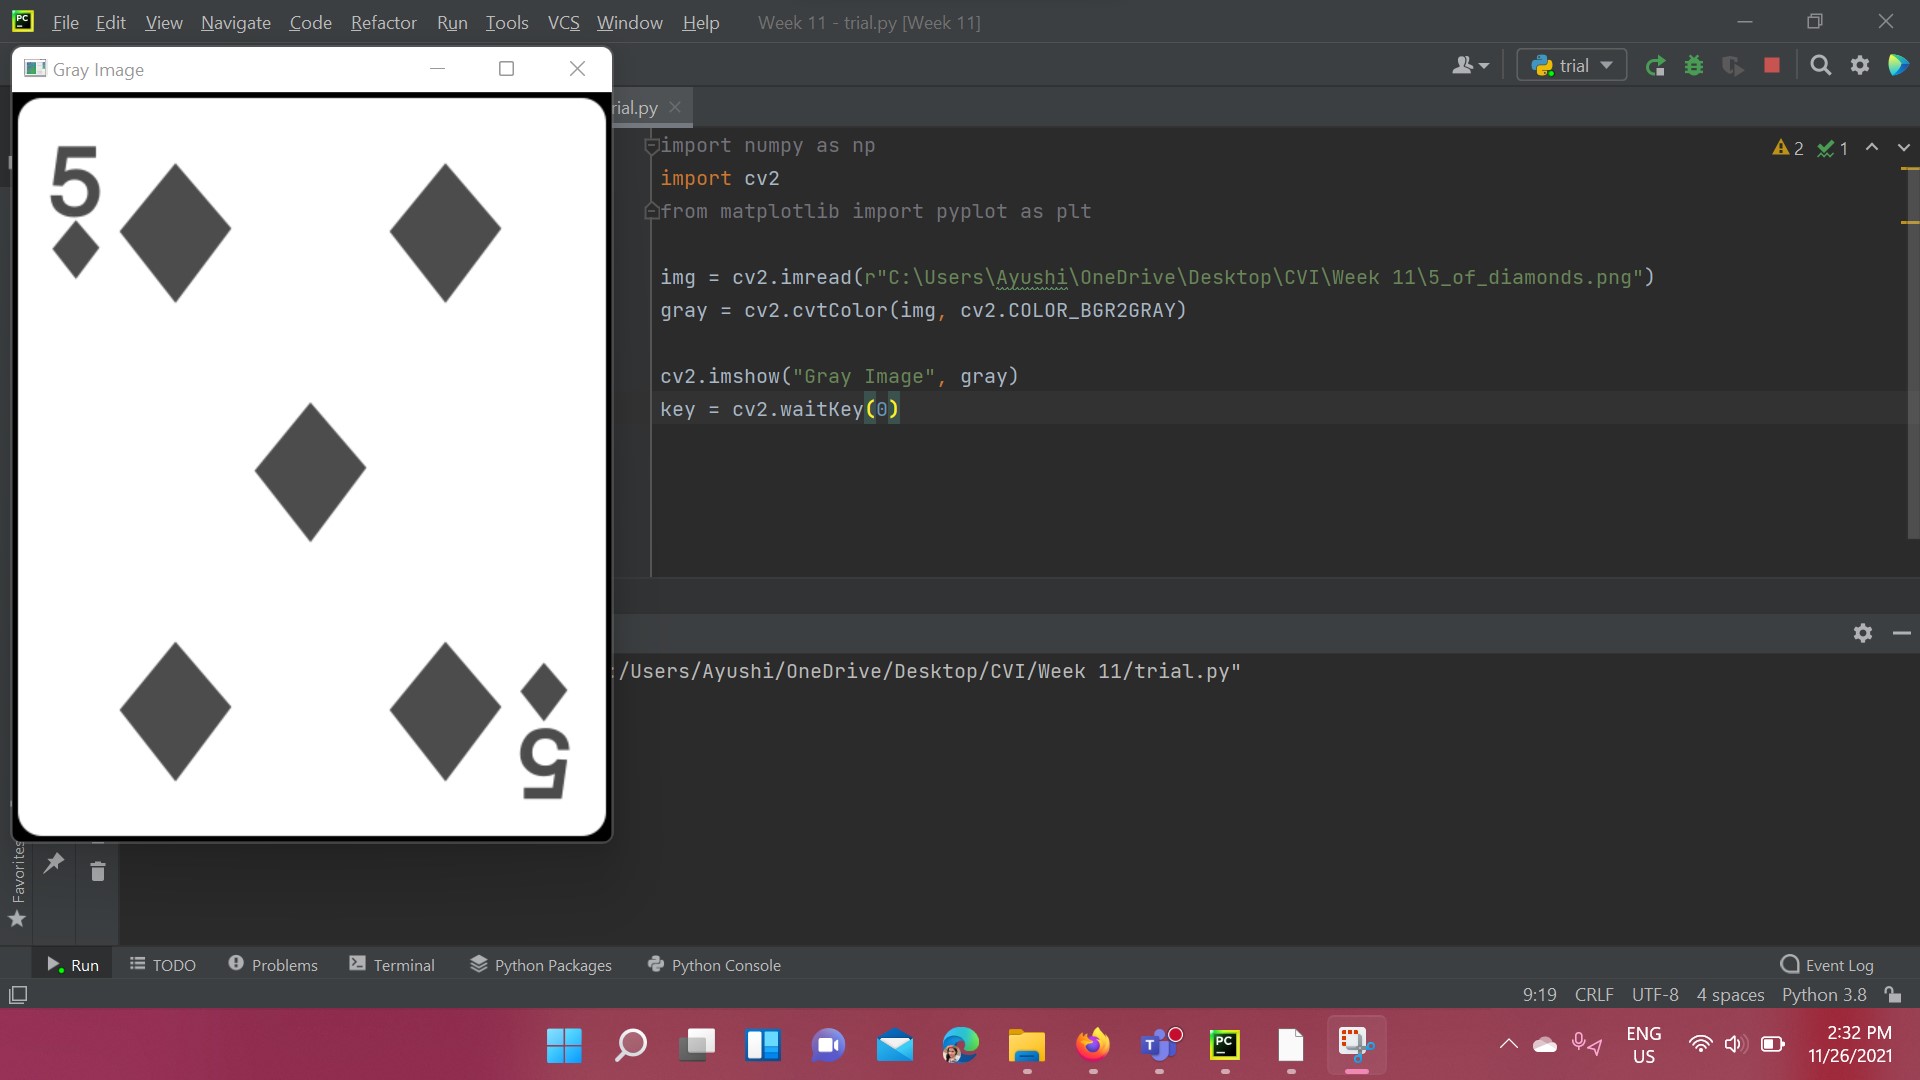 File Edit View Navigate Code Refactor Run Tools VCS Window Help Week 11 - trial.py [Week 11]
Gray Image
trial
rial.py
5
5
import numpy as np
import cv2
from matplotlib import pyplot as plt
img = cv2.imread(r"C:\Users\Ayushi\OneDrive\Desktop\CVI\Week 11\5_of_diamonds.png")
gray = cv2.cvtColor(img, cv2.COLOR_BGR2GRAY)
cv2.imshow("Gray Image", gray)
key = cv2.waitKey(0)
2 1
:/Users/Ayushi/OneDrive/Desktop/CVI/Week 11/trial.py"
Favorites
Run TODO Problems Terminal Python Packages Python Console Event Log
9:19 CRLF UTF-8 4 spaces Python 3.8
PC
ENG
US
2:32 PM
11/26/2021